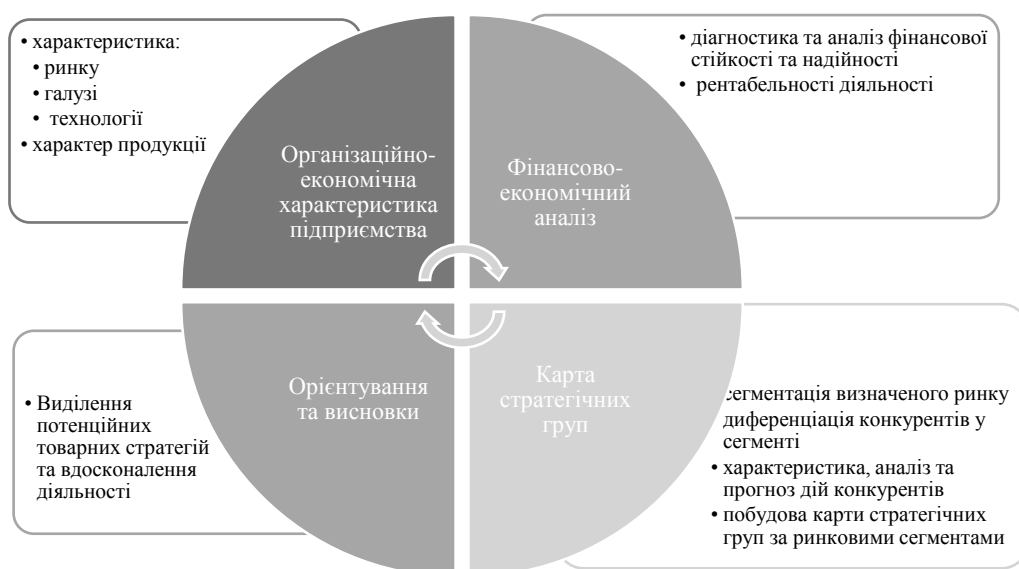 • характеристика:
• ринку
• галузі
• технології
• характер продукції
Організаційно-
економічна
характеристика
підприємства
Фінансово-
економічний
аналіз
• діагностика та аналіз фінансової
стійкості та надійності
• рентабельності діяльності
• Виділення
потенційних
товарних стратегій
та вдосконалення
діяльності
Орієнтування
та висновки
Карта
стратегічних
груп
сегментація визначеного ринку
диференціація конкурентів у
сегменті
• характеристика, аналіз та
прогноз дій конкурентів
• побудова карти стратегічних
груп за ринковими сегментами